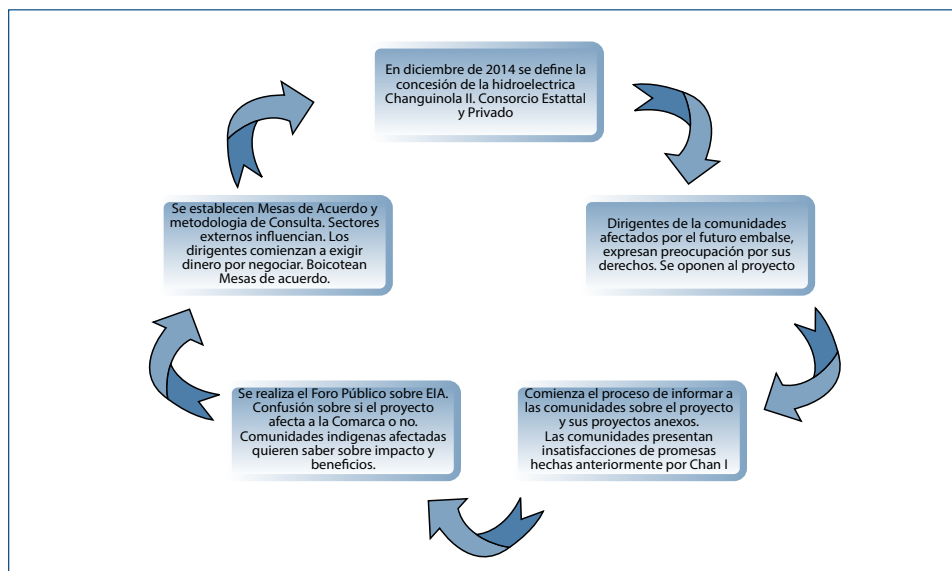 En diciembre de 2014 se define la
concesión de la hidroelectrica
Changuinola II. Consorcio Estattal
y Privado
Dirigentes de la comunidades
afectados por el futuro embalse,
expresan preocupación por sus
derechos. Se oponen al proyecto
Comienza el proceso de informar a
las comunidades sobre el proyecto
y sus proyectos anexos.
Las comunidades presentan
insatisfacciones de promesas
hechas anteriormente por Chan I
Se realiza el Foro Público sobre EIA.
Confusión sobre si el proyecto
afecta a la Comarca o no.
Comunidades indigenas afectadas
quieren saber sobre impacto y
beneficios.
Se establecen Mesas de Acuerdo y
metodologia de Consulta. Sectores
externos influencian. Los
dirigentes comienzan a exigir
dinero por negociar. Boicotean
Mesas de acuerdo.